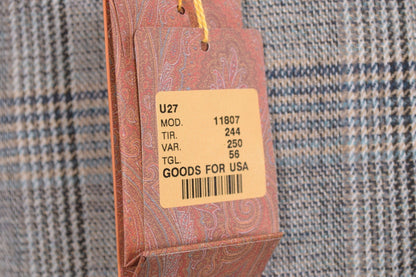 U27
MOD. 11807
TIR. 244
VAR. 250
TGL. 56
GOODS FOR USA